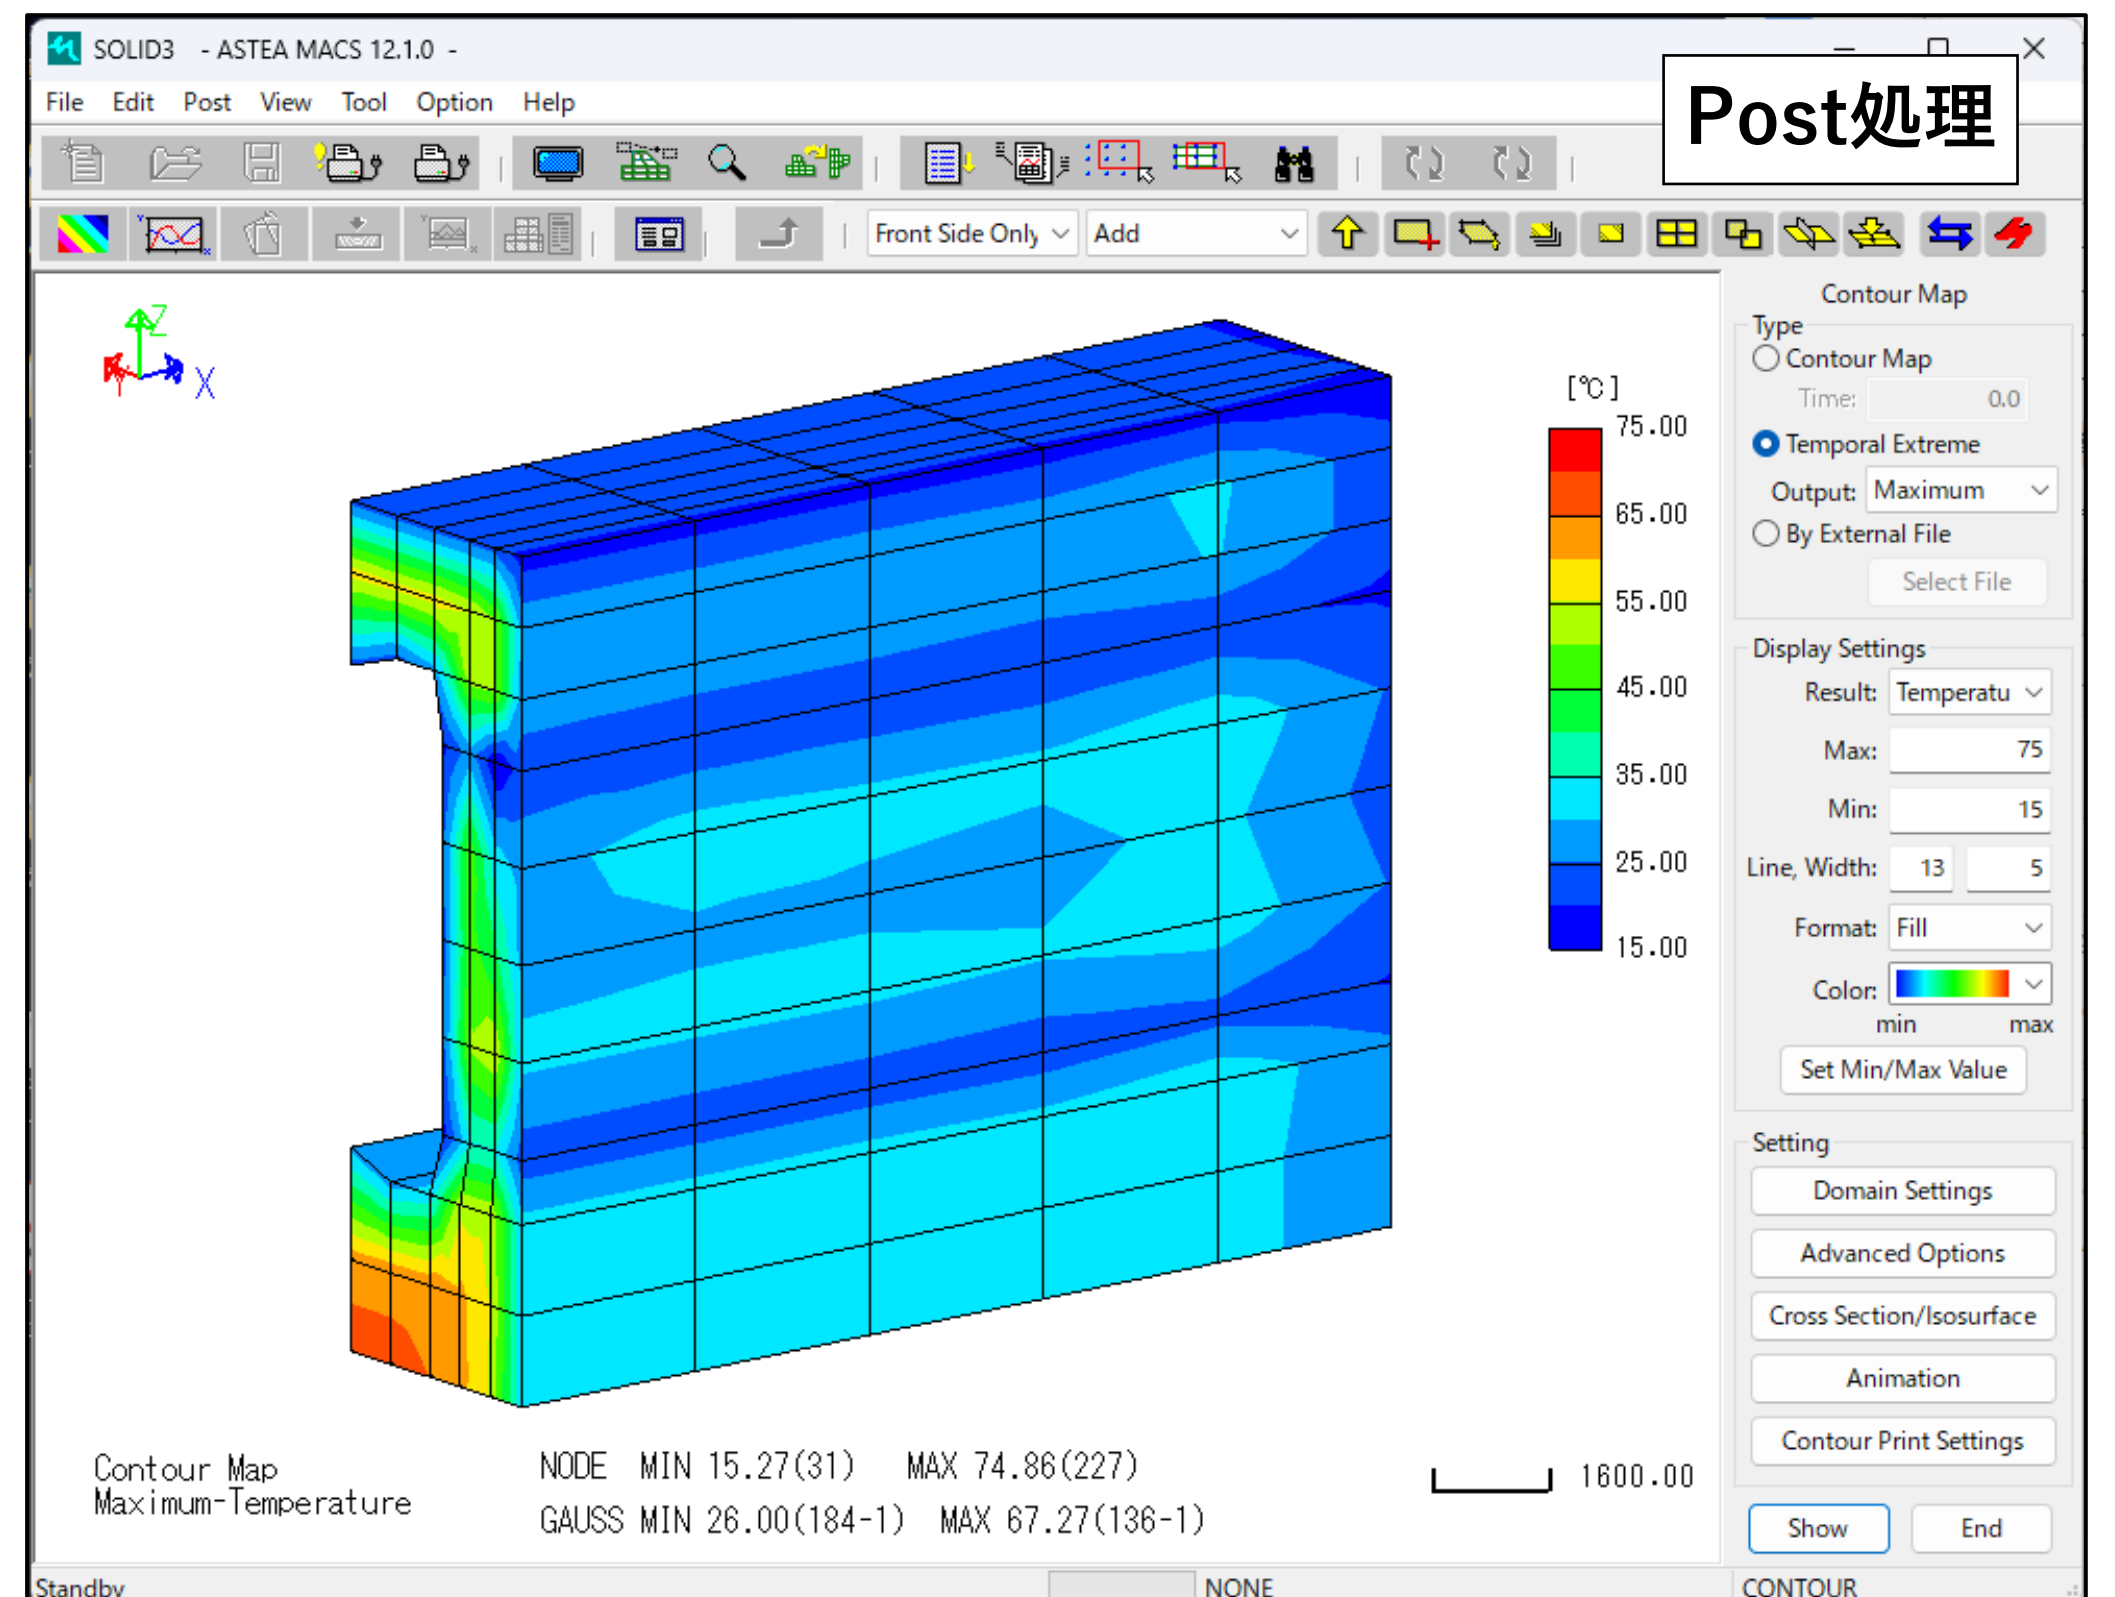 SOLID3 - ASTEA MACS 12.1.0 -
Post処理
File Edit Post View Tool Option Help
Front Side Only Add
Z
Y
X
[℃]
75.00
65.00
55.00
45.00
35.00
25.00
15.00
Contour Map
Maximum-Temperature
NODE MIN 15.27(31) MAX 74.86(227)
GAUSS MIN 26.00(184-1) MAX 67.27(136-1)
1600.00
Contour Map
Type
Contour Map
Time: 0.0
Temporal Extreme
Output: Maximum
By External File
Select File
Display Settings
Result: Temperatu
Max: 75
Min: 15
Line, Width: 13 5
Format: Fill
Color:
min max
Set Min/Max Value
Setting
Domain Settings
Advanced Options
Cross Section/Isosurface
Animation
Contour Print Settings
Show End
Standby NONE CONTOUR